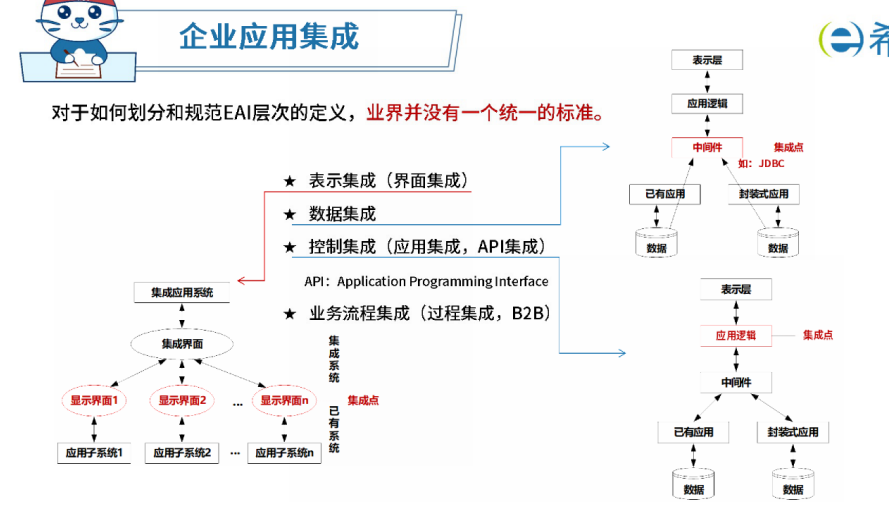 企业应用集成
希
对于如何划分和规范EAI层次的定义，业界并没有一个统一的标准。
★ 表示集成（界面集成）
★ 数据集成
★ 控制集成（应用集成，API集成）
API：Application Programming Interface
★ 业务流程集成（过程集成，B2B）
表示层
应用逻辑
中间件 集成点
如：JDBC
已有应用 封装式应用
数据 数据
集成应用系统
集成界面
集成系统
显示界面1 显示界面2 ... 显示界面n 集成点
已有系统
应用子系统1 应用子系统2 ... 应用子系统n
表示层
应用逻辑 集成点
中间件
已有应用 封装式应用
数据 数据